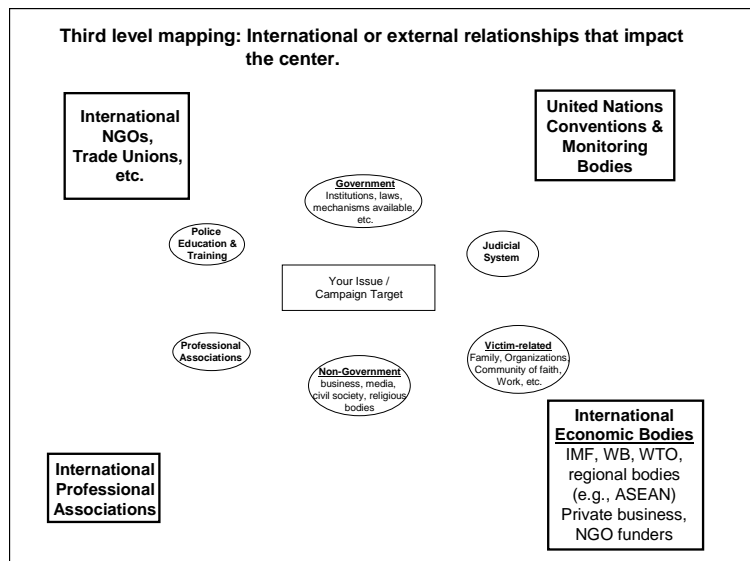 Third level mapping: International or external relationships that impact
the center.
International
NGOs,
Trade Unions,
etc.
United Nations
Conventions &
Monitoring
Bodies
Government
Institutions, laws,
mechanisms available,
etc.
Police
Education &
Training
Judicial
System
Your Issue /
Campaign Target
Professional
Associations
Non-Government
business, media,
civil society, religious
bodies
Victim-related
Family, Organizations,
Community of faith,
Work, etc.
International
Professional
Associations
International
Economic Bodies
IMF, WB, WTO,
regional bodies
(e.g., ASEAN)
Private business,
NGO funders